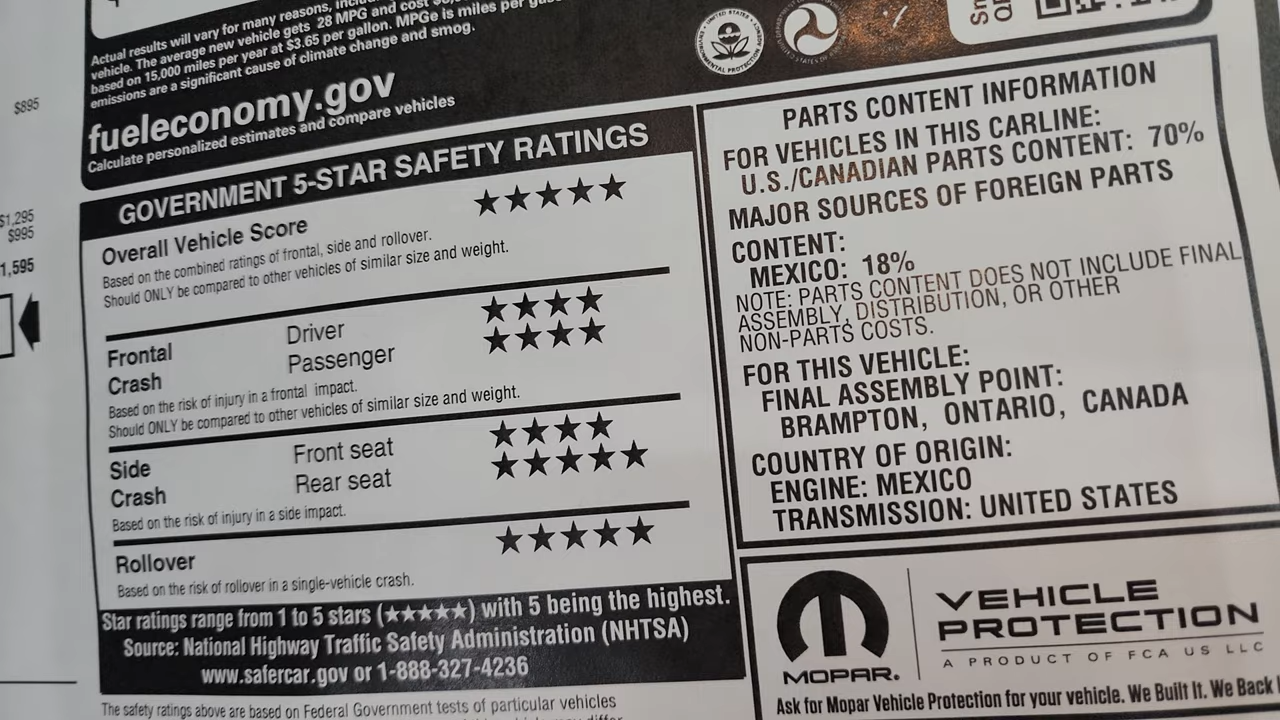 $895
$1,295
$995
1,595
Actual results will vary for many reasons,
vehicle. The average new vehicle gets 28 MPG and cost
based on 15,000 miles per year at $3.65 per gallon. MPGe is miles per
emissions are a significant cause of climate change and smog.
fueleconomy.gov
Calculate personalized estimates and compare vehicles
GOVERNMENT 5-STAR SAFETY RATINGS
Overall Vehicle Score ★★★★★
Based on the combined ratings of frontal, side and rollover.
Should ONLY be compared to other vehicles of similar size and weight.
Frontal Crash
Driver ★★★★
Passenger ★★★★
Based on the risk of injury in a frontal impact.
Should ONLY be compared to other vehicles of similar size and weight.
Side Crash
Front seat ★★★★
Rear seat ★★★★★
Based on the risk of injury in a side impact.
Rollover ★★★★★
Based on the risk of rollover in a single-vehicle crash.
Star ratings range from 1 to 5 stars (★★★★★) with 5 being the highest.
Source: National Highway Traffic Safety Administration (NHTSA)
www.safercar.gov or 1-888-327-4236
The safety ratings above are based on Federal Government tests of particular vehicles
PARTS CONTENT INFORMATION
FOR VEHICLES IN THIS CARLINE:
U.S./CANADIAN PARTS CONTENT: 70%
MAJOR SOURCES OF FOREIGN PARTS
CONTENT:
MEXICO: 18%
NOTE: PARTS CONTENT DOES NOT INCLUDE FINAL
ASSEMBLY, DISTRIBUTION, OR OTHER
NON-PARTS COSTS.
FOR THIS VEHICLE:
FINAL ASSEMBLY POINT:
BRAMPTON, ONTARIO, CANADA
COUNTRY OF ORIGIN:
ENGINE: MEXICO
TRANSMISSION: UNITED STATES
MOPAR®
VEHICLE
PROTECTION
A PRODUCT OF FCA US LLC
Ask for Mopar Vehicle Protection for your vehicle. We Built It. We Back